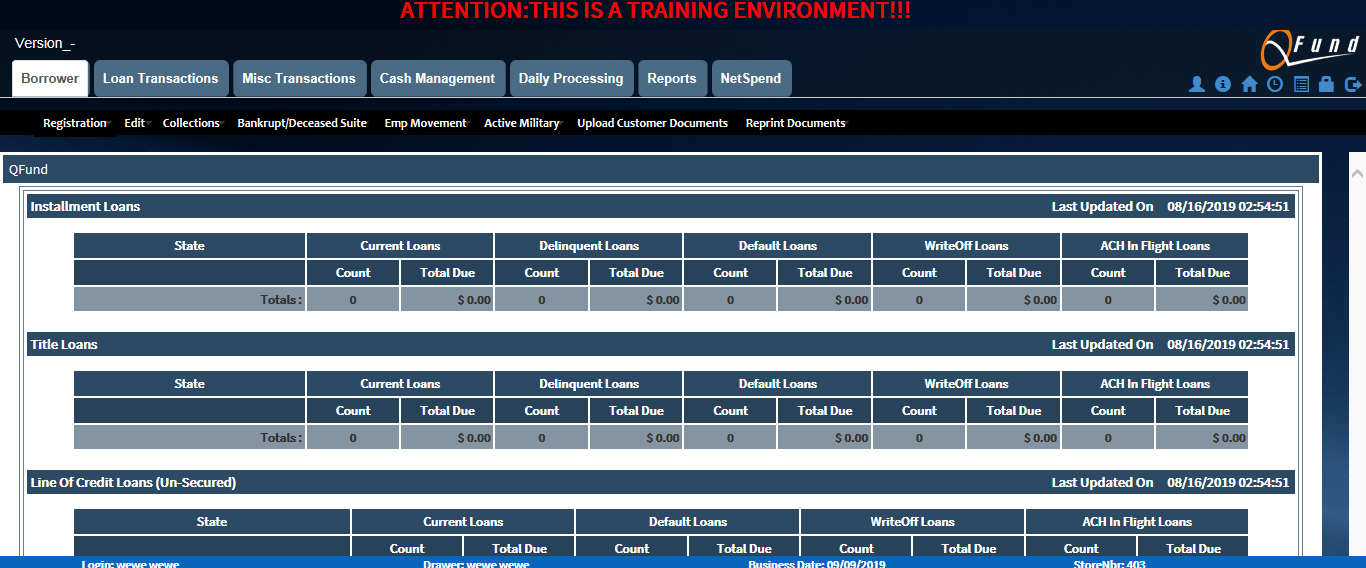 ATTENTION:THIS IS A TRAINING ENVIRONMENT!!!
Version_-
QFund
Borrower Loan Transactions Misc Transactions Cash Management Daily Processing Reports NetSpend
Registration Edit Collections Bankrupt/Deceased Suite Emp Movement Active Military Upload Customer Documents Reprint Documents
QFund
Installment Loans Last Updated On 08/16/2019 02:54:51
State Current Loans Delinquent Loans Default Loans WriteOff Loans ACH In Flight Loans
Count Total Due Count Total Due Count Total Due Count Total Due Count Total Due
Totals : 0 $ 0.00 0 $ 0.00 0 $ 0.00 0 $ 0.00 0 $ 0.00
Title Loans Last Updated On 08/16/2019 02:54:51
State Current Loans Delinquent Loans Default Loans WriteOff Loans ACH In Flight Loans
Count Total Due Count Total Due Count Total Due Count Total Due Count Total Due
Totals : 0 $ 0.00 0 $ 0.00 0 $ 0.00 0 $ 0.00 0 $ 0.00
Line Of Credit Loans (Un-Secured) Last Updated On 08/16/2019 02:54:51
State Current Loans Default Loans WriteOff Loans ACH In Flight Loans
Count Total Due Count Total Due Count Total Due Count Total Due
Login: wewe wewe Drawer: wewe wewe Business Date: 09/09/2019 StoreNbr: 403